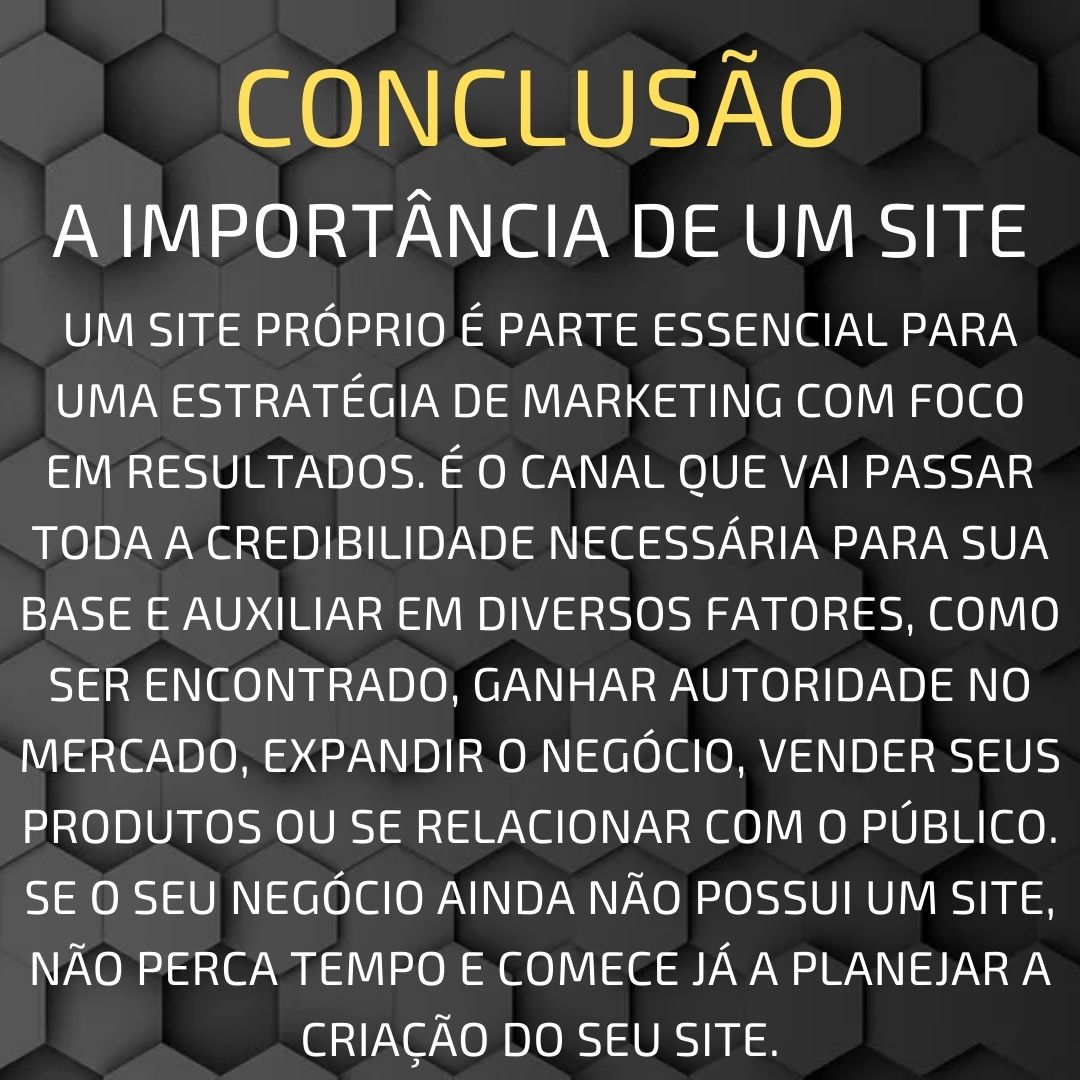 CONCLUSÃO
A IMPORTÂNCIA DE UM SITE
UM SITE PRÓPRIO É PARTE ESSENCIAL PARA
UMA ESTRATÉGIA DE MARKETING COM FOCO
EM RESULTADOS. É O CANAL QUE VAI PASSAR
TODA A CREDIBILIDADE NECESSÁRIA PARA SUA
BASE E AUXILIAR EM DIVERSOS FATORES, COMO
SER ENCONTRADO, GANHAR AUTORIDADE NO
MERCADO, EXPANDIR O NEGÓCIO, VENDER SEUS
PRODUTOS OU SE RELACIONAR COM O PÚBLICO.
SE O SEU NEGÓCIO AINDA NÃO POSSUI UM SITE,
NÃO PERCA TEMPO E COMECE JÁ A PLANEJAR A
CRIAÇÃO DO SEU SITE.